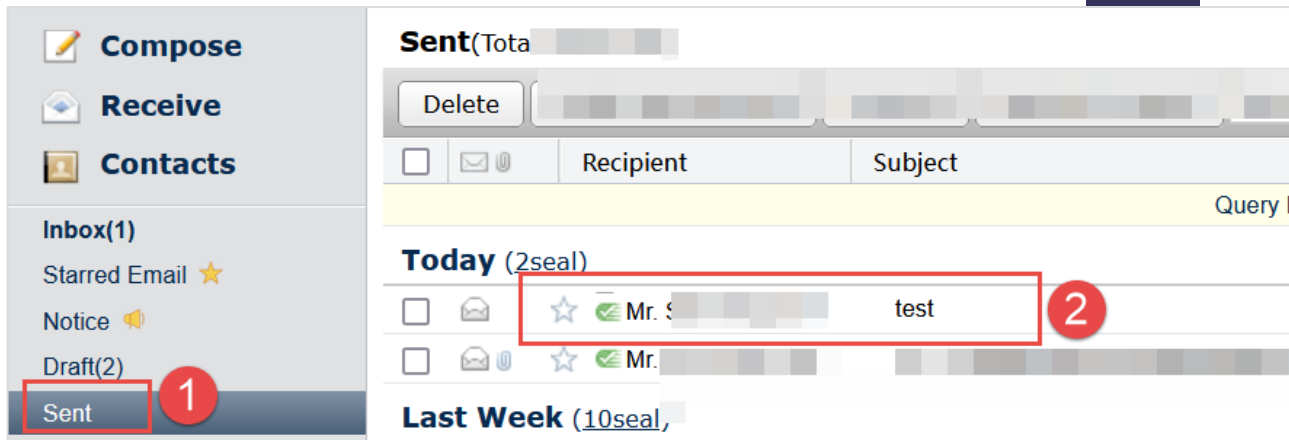 Compose
Receive
Contacts
Inbox(1)
Starred Email
Notice
Draft(2)
Sent
1
Sent(Tota
Delete
Recipient Subject
Query
Today (2seal)
Mr. test
2
Mr.
Last Week (10seal)